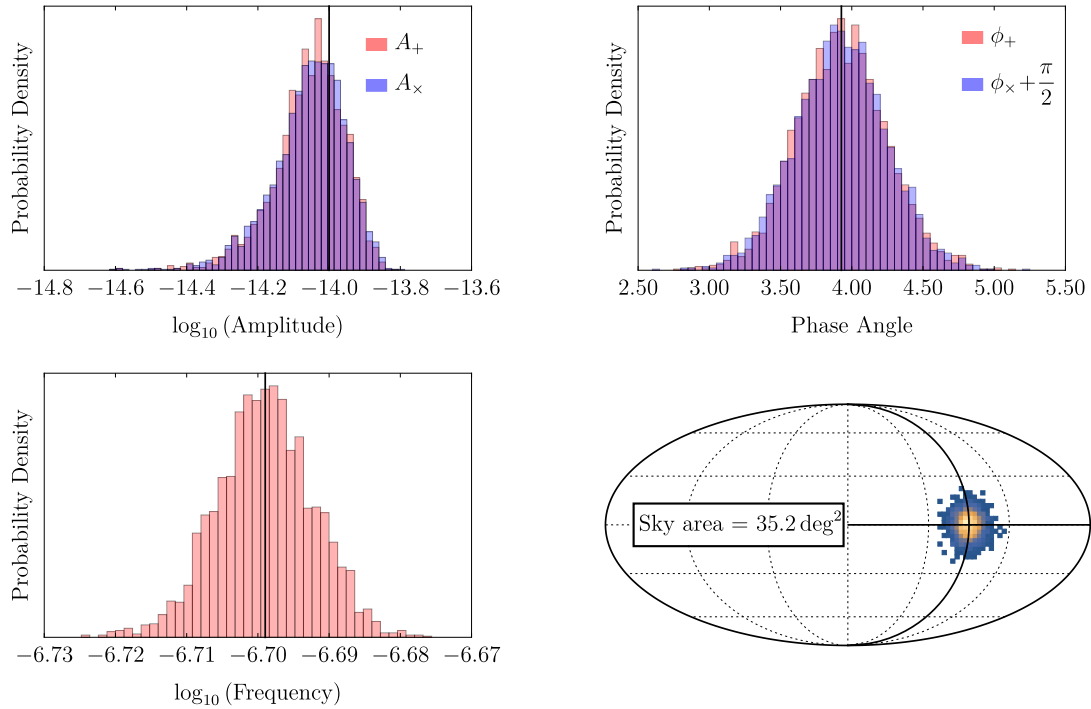 Probability Density
A₊
A×
−14.8 −14.6 −14.4 −14.2 −14.0 −13.8 −13.6
log₁₀ (Amplitude)
Probability Density
ϕ₊
ϕ× + π/2
2.50 3.00 3.50 4.00 4.50 5.00 5.50
Phase Angle
Probability Density
−6.73 −6.72 −6.71 −6.70 −6.69 −6.68 −6.67
log₁₀ (Frequency)
Sky area = 35.2 deg²